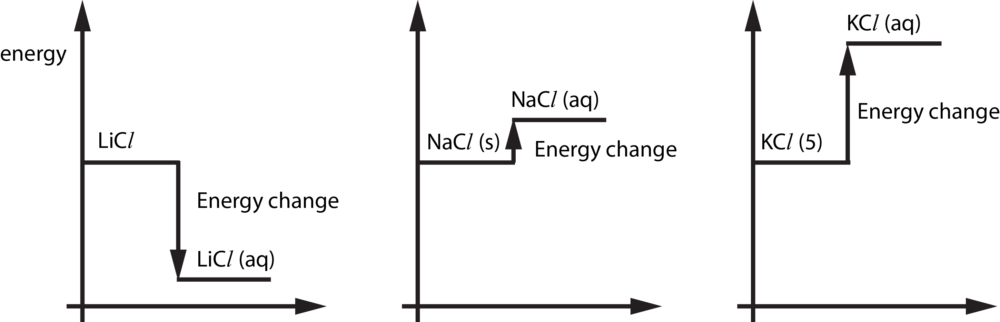 energy
LiCl
Energy change
LiCl (aq)
NaCl (aq)
NaCl (s)
Energy change
KCl (aq)
Energy change
KCl (5)